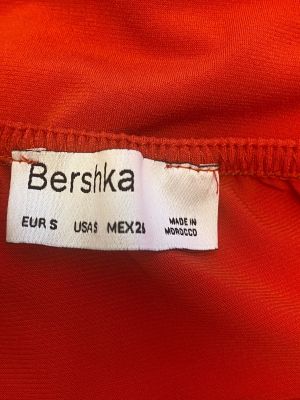 Bershka
EUR S USA S MEX 26
MADE IN
MOROCCO